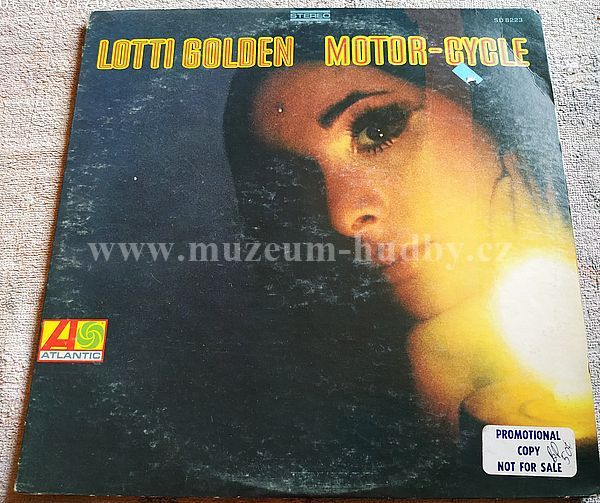 STEREO
SD 8223
LOTTI GOLDEN MOTOR-CYCLE
www.muzeum-hudby.cz
ATLANTIC
PROMOTIONAL
COPY
NOT FOR SALE